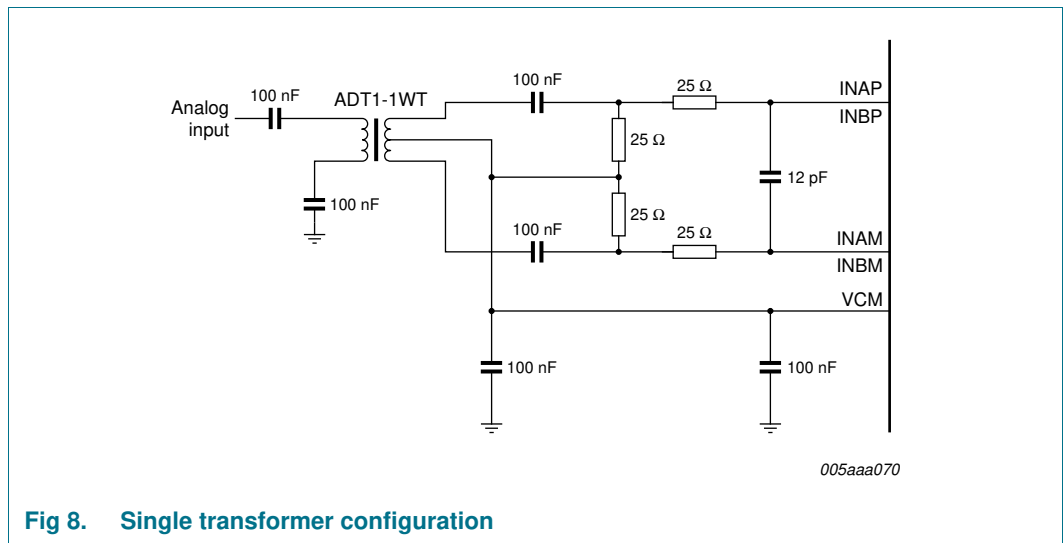 100 nF
ADT1-1WT
100 nF
25 Ω
INAP
Analog
input
INBP
25 Ω
12 pF
100 nF
25 Ω
100 nF
25 Ω
INAM
INBM
VCM
100 nF
100 nF
005aaa070
Fig 8. Single transformer configuration